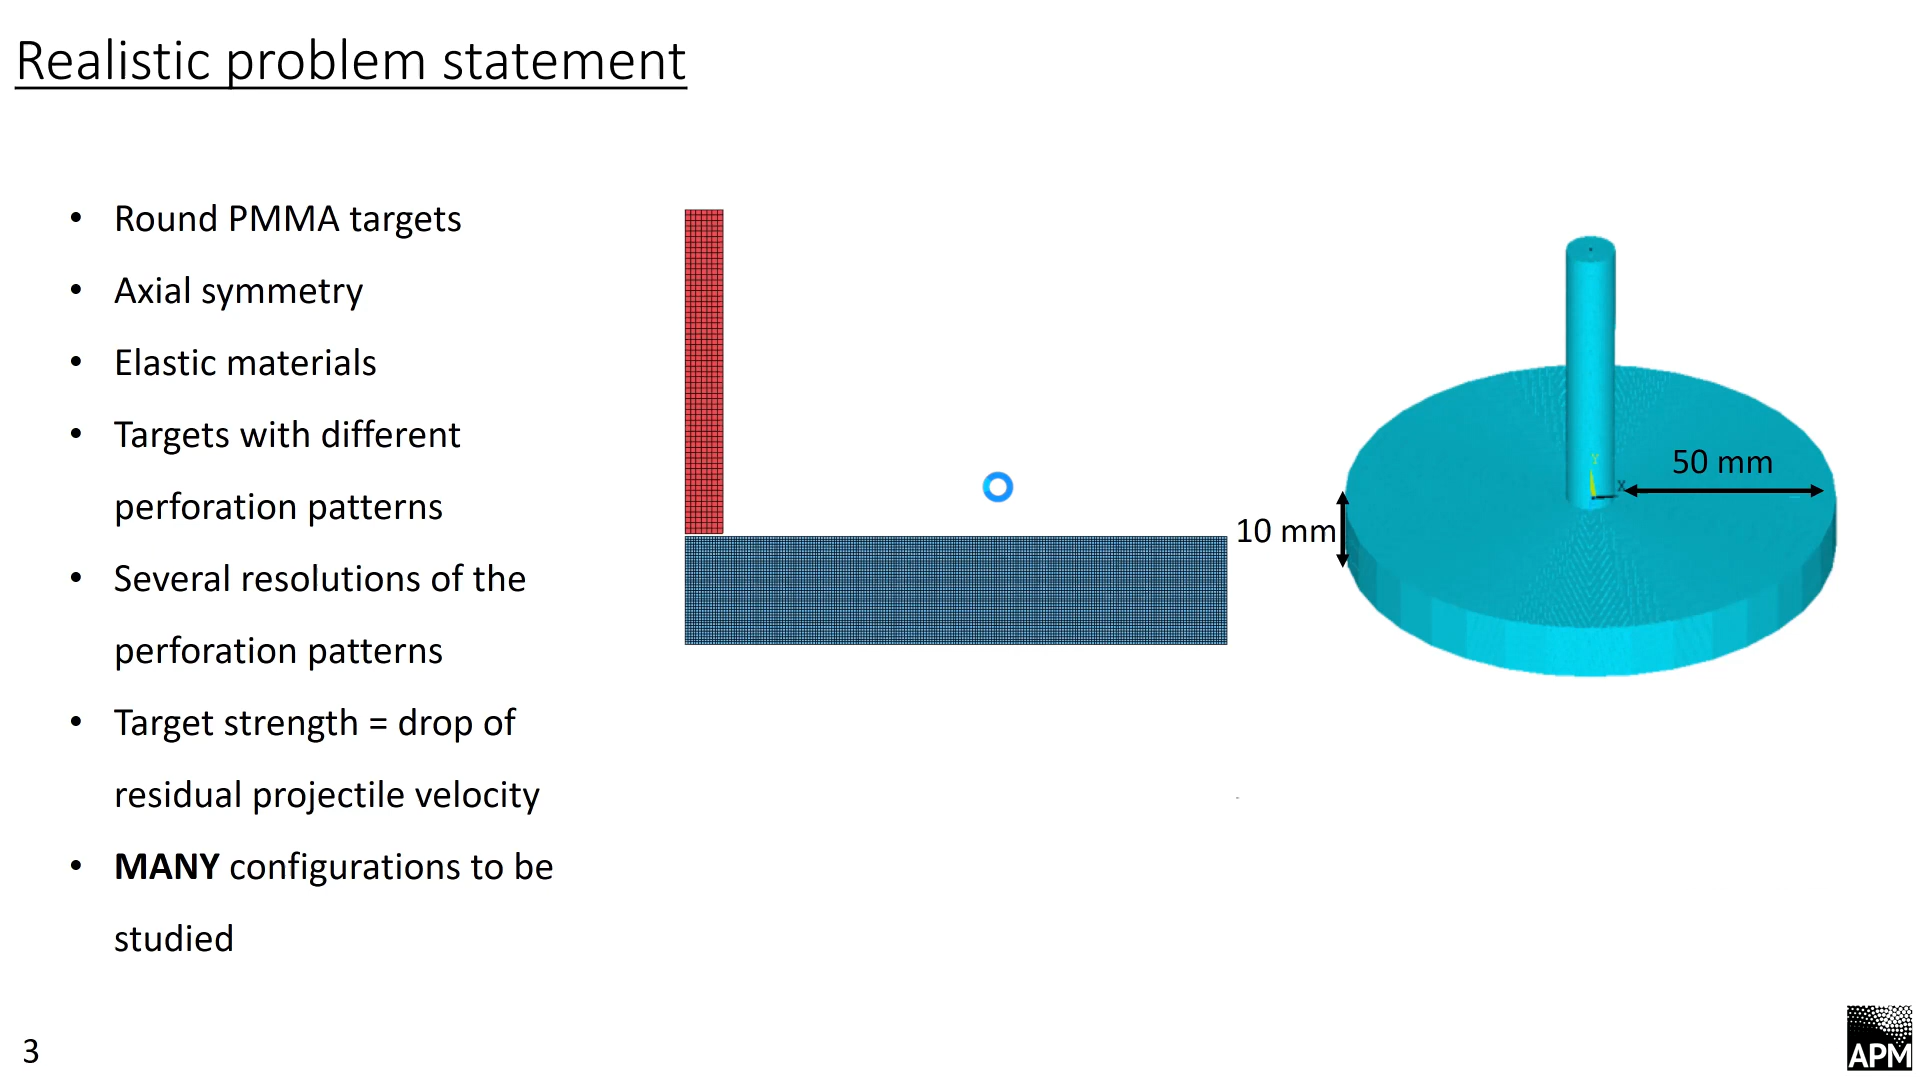 Realistic problem statement
• Round PMMA targets
• Axial symmetry
• Elastic materials
• Targets with different
perforation patterns
• Several resolutions of the
perforation patterns
• Target strength = drop of
residual projectile velocity
• MANY configurations to be
studied
50 mm
10 mm
Y
X
3
APM